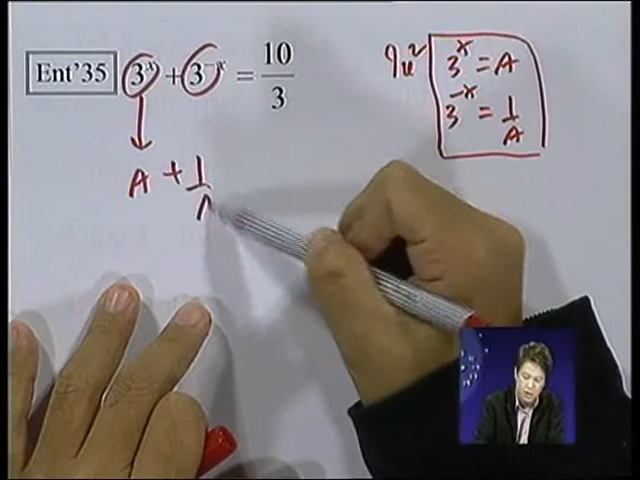 Ent'35 3^x + 3^{-x} = 10/3
3^x = A
3^{-x} = 1/A
A + 1/A